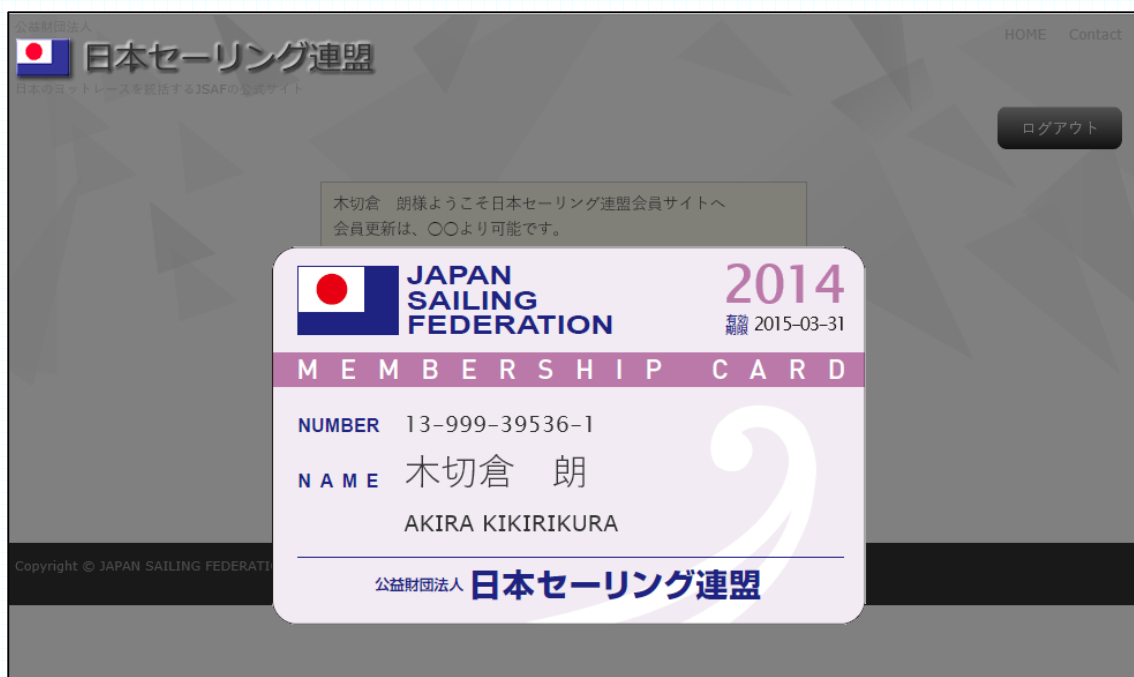 公益財団法人
日本セーリング連盟
日本のヨットレースを統括するJSAFの公式サイト
HOME Contact
ログアウト
木切倉　朗様ようこそ日本セーリング連盟会員サイトへ
会員更新は、〇〇より可能です。
JAPAN
SAILING
FEDERATION
2014
有効期限 2015-03-31
MEMBERSHIP CARD
NUMBER 13-999-39536-1
NAME 木切倉　朗
AKIRA KIKIRIKURA
公益財団法人 日本セーリング連盟
Copyright © JAPAN SAILING FEDERATI